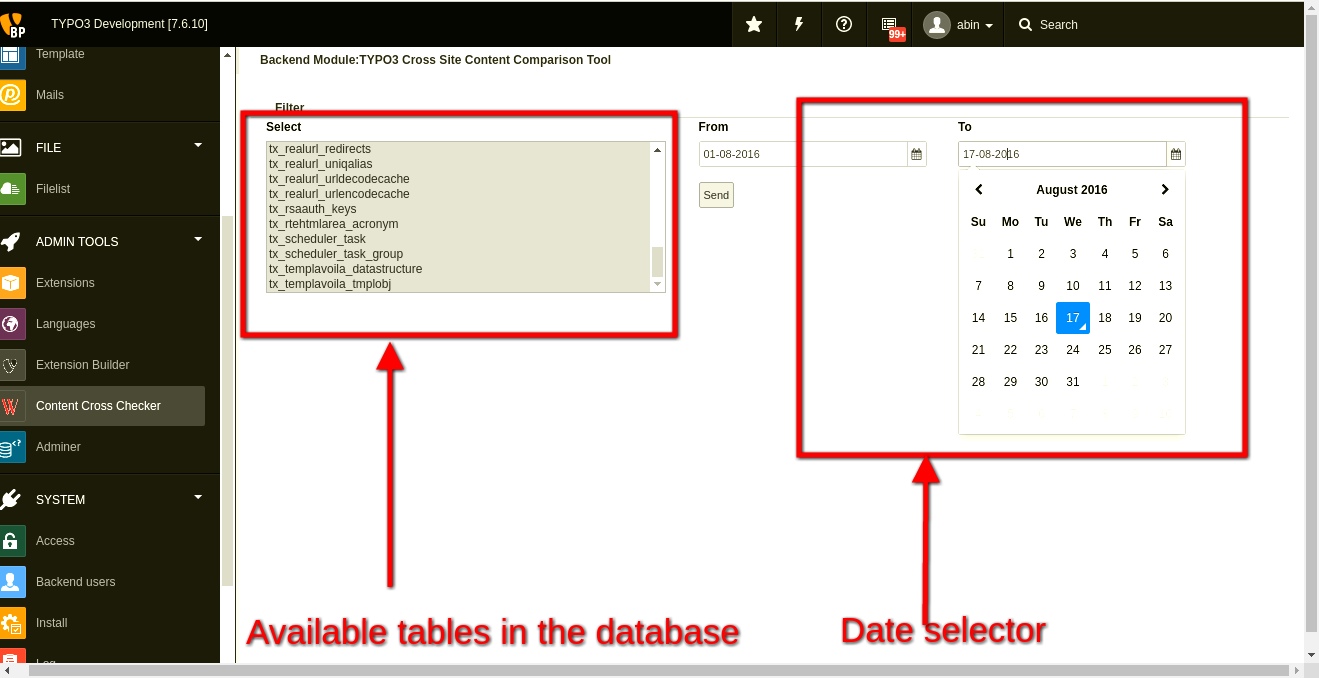 BP
TYPO3 Development [7.6.10]
99+
abin
Search
Template
Mails
FILE
Filelist
ADMIN TOOLS
Extensions
Languages
Extension Builder
Content Cross Checker
Adminer
SYSTEM
Access
Backend users
Install
Log
Backend Module:TYPO3 Cross Site Content Comparison Tool
Filter
Select
tx_realurl_redirects
tx_realurl_uniqalias
tx_realurl_urldecodecache
tx_realurl_urlencodecache
tx_rsaauth_keys
tx_rtehtmlarea_acronym
tx_scheduler_task
tx_scheduler_task_group
tx_templavoila_datastructure
tx_templavoila_tmplobj
From
01-08-2016
Send
To
17-08-2016
August 2016
Su Mo Tu We Th Fr Sa
1 2 3 4 5 6
7 8 9 10 11 12 13
14 15 16 17 18 19 20
21 22 23 24 25 26 27
28 29 30 31
Available tables in the database
Date selector